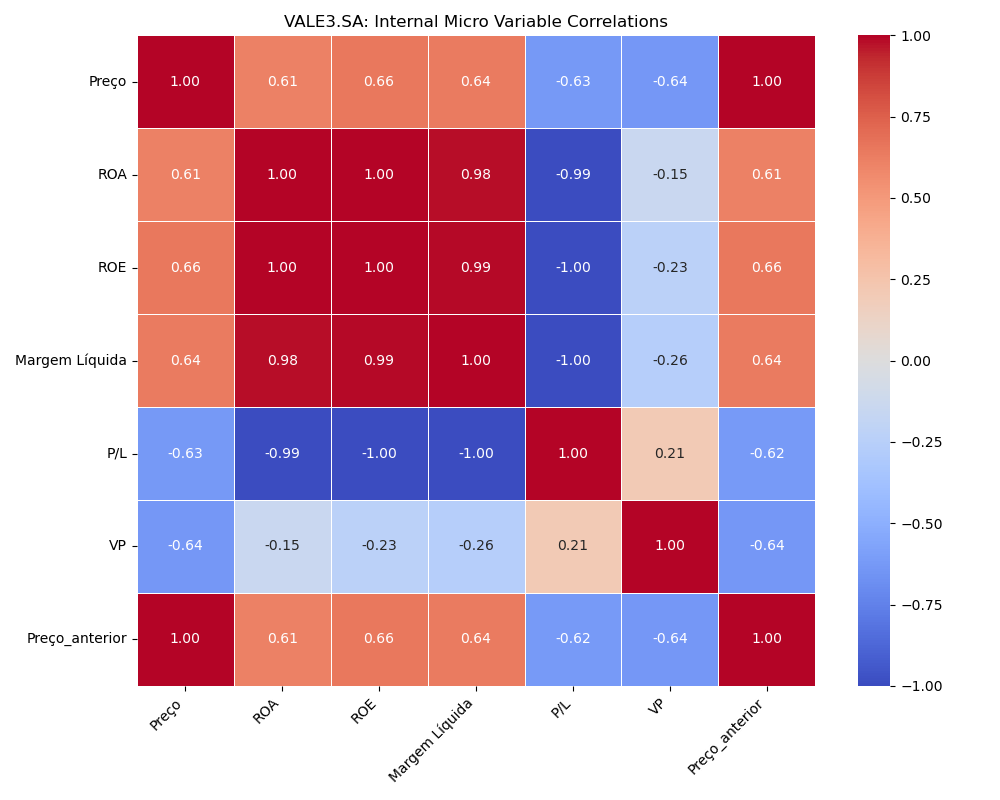 VALE3.SA: Internal Micro Variable Correlations
Preço 1.00 0.61 0.66 0.64 -0.63 -0.64 1.00
ROA 0.61 1.00 1.00 0.98 -0.99 -0.15 0.61
ROE 0.66 1.00 1.00 0.99 -1.00 -0.23 0.66
Margem Líquida 0.64 0.98 0.99 1.00 -1.00 -0.26 0.64
P/L -0.63 -0.99 -1.00 -1.00 1.00 0.21 -0.62
VP -0.64 -0.15 -0.23 -0.26 0.21 1.00 -0.64
Preço_anterior 1.00 0.61 0.66 0.64 -0.62 -0.64 1.00
Preço
ROA
ROE
Margem Líquida
P/L
VP
Preço_anterior
1.00
0.75
0.50
0.25
0.00
−0.25
−0.50
−0.75
−1.00